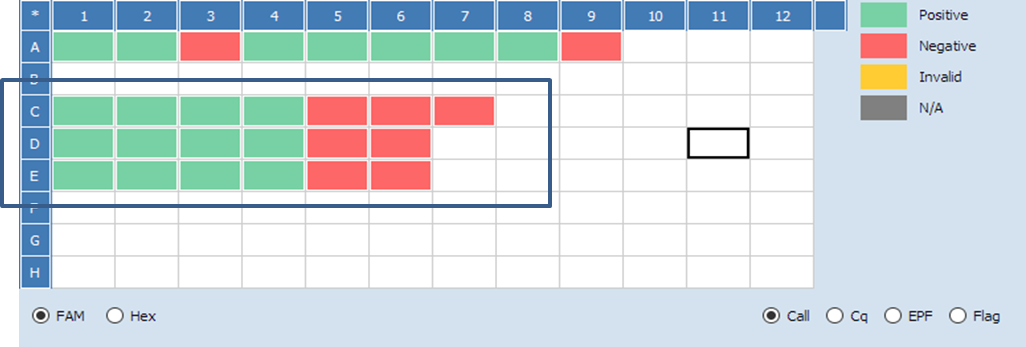 * 1 2 3 4 5 6 7 8 9 10 11 12
A
B
C
D
E
F
G
H
Positive
Negative
Invalid
N/A
FAM Hex
Call Cq EPF Flag